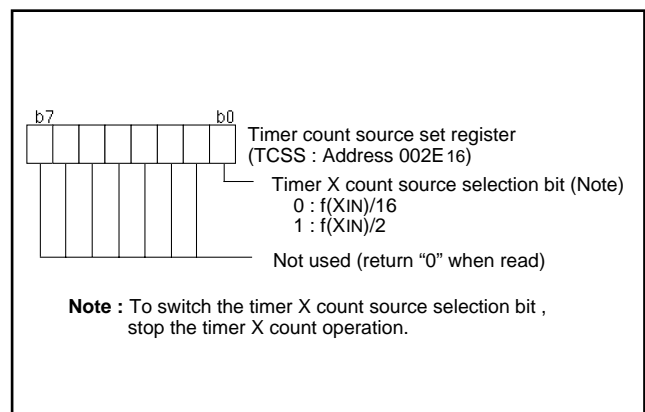 b7 b0
Timer count source set register
(TCSS : Address 002E16)
Timer X count source selection bit (Note)
0 : f(XIN)/16
1 : f(XIN)/2
Not used (return “0” when read)
Note : To switch the timer X count source selection bit ,
stop the timer X count operation.